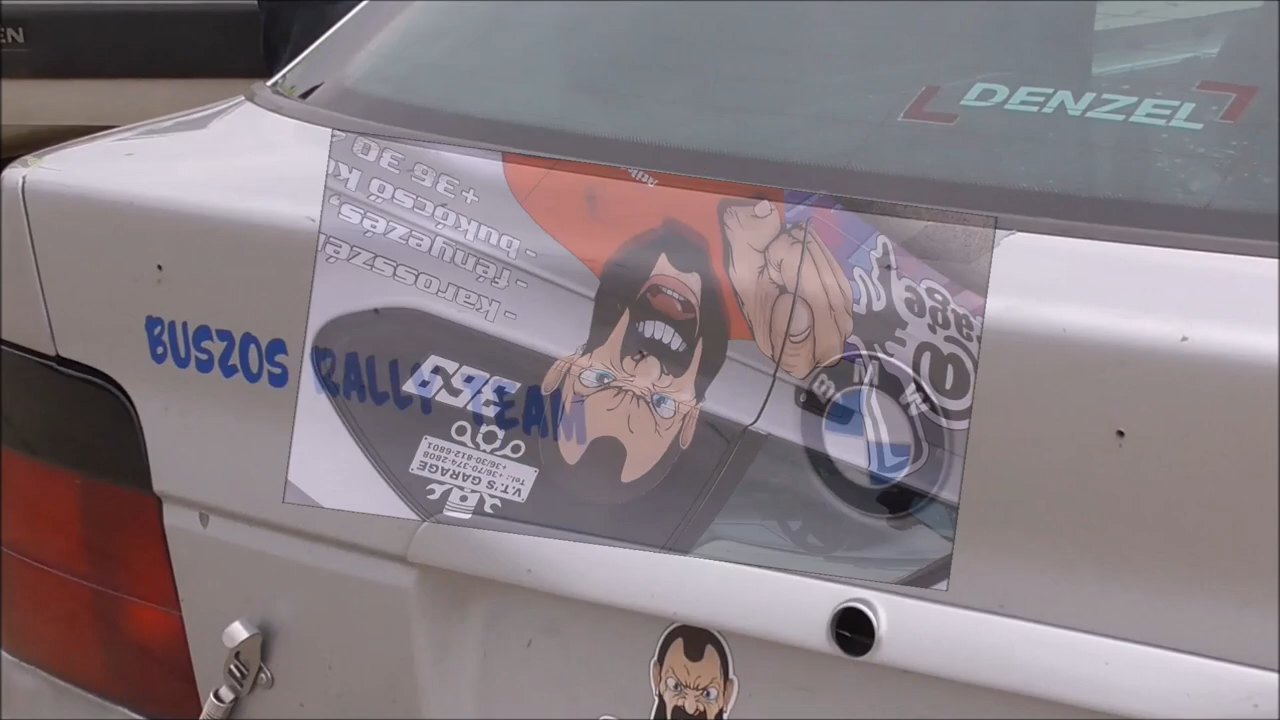 EN
DENZEL
BUSZOS RALLY TEAM
BMW
- karosszé
- fényezés,
- bukócső k
+36 30
V.T.'S GARAGE
Tel.: +36/70-374-2808
+36/30-812-6801